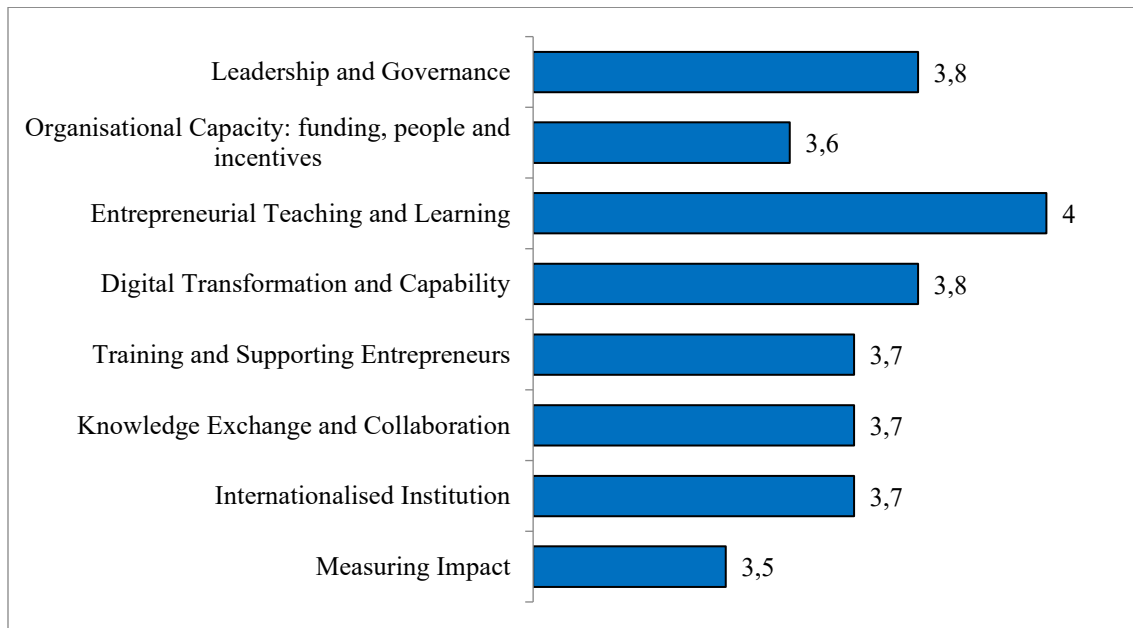 Leadership and Governance 3,8
Organisational Capacity: funding, people and
incentives 3,6
Entrepreneurial Teaching and Learning 4
Digital Transformation and Capability 3,8
Training and Supporting Entrepreneurs 3,7
Knowledge Exchange and Collaboration 3,7
Internationalised Institution 3,7
Measuring Impact 3,5